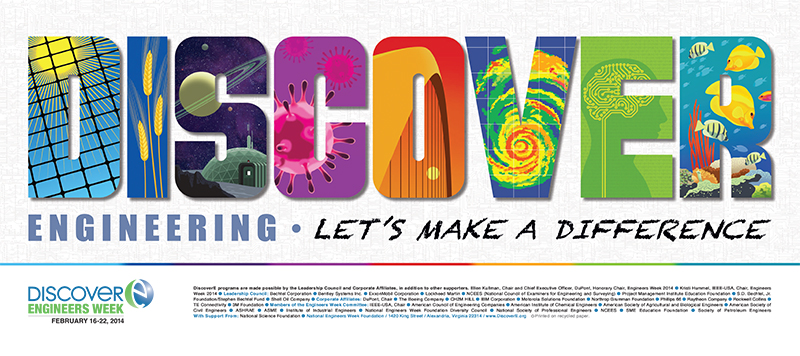 DISCOVER
ENGINEERING • LET'S MAKE A DIFFERENCE
DISCOVERE
ENGINEERS WEEK
FEBRUARY 16-22, 2014
DiscoverE programs are made possible by the Leadership Council and Corporate Affiliates, in addition to other supporters. Ellen Kullman, Chair and Chief Executive Officer, DuPont, Honorary Chair, Engineers Week 2014 • Kristi Hummel, IEEE-USA, Chair, Engineers
Week 2014 • Leadership Council: Bechtel Corporation • Bentley Systems Inc. • ExxonMobil Corporation • Lockheed Martin • NCEES (National Council of Examiners for Engineering and Surveying) • Project Management Institute Education Foundation • S.D. Bechtel, Jr.
Foundation/Stephen Bechtel Fund • Shell Oil Company • Corporate Affiliates: DuPont, Chair • The Boeing Company • CH2M HILL • IBM Corporation • Motorola Solutions Foundation • Northrop Grumman Foundation • Phillips 66 • Raytheon Company • Rockwell Collins •
TE Connectivity • 3M Foundation • Members of the Engineers Week Committee: IEEE-USA, Chair • American Council of Engineering Companies • American Institute of Chemical Engineers • American Society of Agricultural and Biological Engineers • American Society of
Civil Engineers • ASHRAE • ASME • Institute of Industrial Engineers • National Engineers Week Foundation Diversity Council • National Society of Professional Engineers • NCEES • SME Education Foundation • Society of Petroleum Engineers
With Support From: National Science Foundation • National Engineers Week Foundation / 1420 King Street / Alexandria, Virginia 22314 / www.DiscoverE.org Printed on recycled paper.